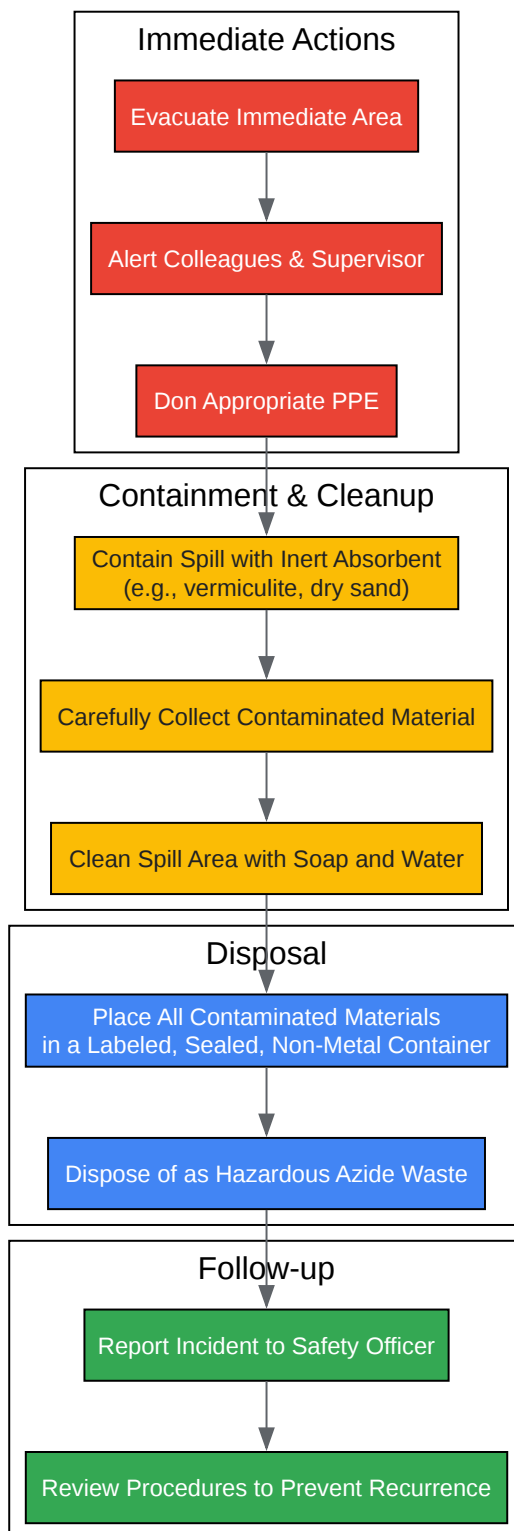 Immediate Actions
Evacuate Immediate Area
Alert Colleagues & Supervisor
Don Appropriate PPE
Containment & Cleanup
Contain Spill with Inert Absorbent
(e.g., vermiculite, dry sand)
Carefully Collect Contaminated Material
Clean Spill Area with Soap and Water
Disposal
Place All Contaminated Materials
in a Labeled, Sealed, Non-Metal Container
Dispose of as Hazardous Azide Waste
Follow-up
Report Incident to Safety Officer
Review Procedures to Prevent Recurrence